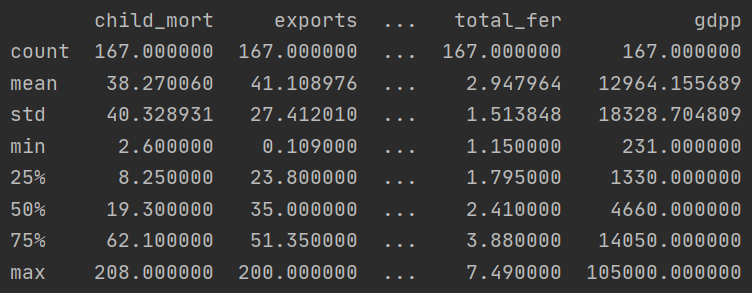 child_mort exports ... total_fer gdpp
count 167.000000 167.000000 ... 167.000000 167.000000
mean 38.270060 41.108976 ... 2.947964 12964.155689
std 40.328931 27.412010 ... 1.513848 18328.704809
min 2.600000 0.109000 ... 1.150000 231.000000
25% 8.250000 23.800000 ... 1.795000 1330.000000
50% 19.300000 35.000000 ... 2.410000 4660.000000
75% 62.100000 51.350000 ... 3.880000 14050.000000
max 208.000000 200.000000 ... 7.490000 105000.000000